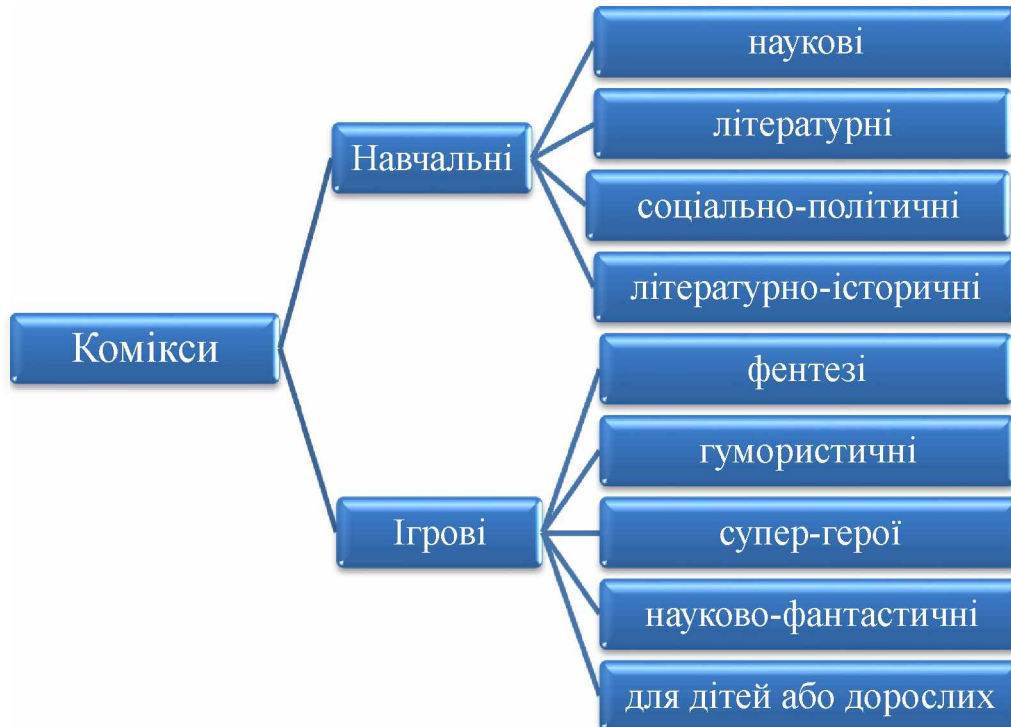 Комікси
Навчальні
наукові
літературні
соціально-політичні
літературно-історичні
Ігрові
фентезі
гумористичні
супер-герої
науково-фантастичні
для дітей або дорослих